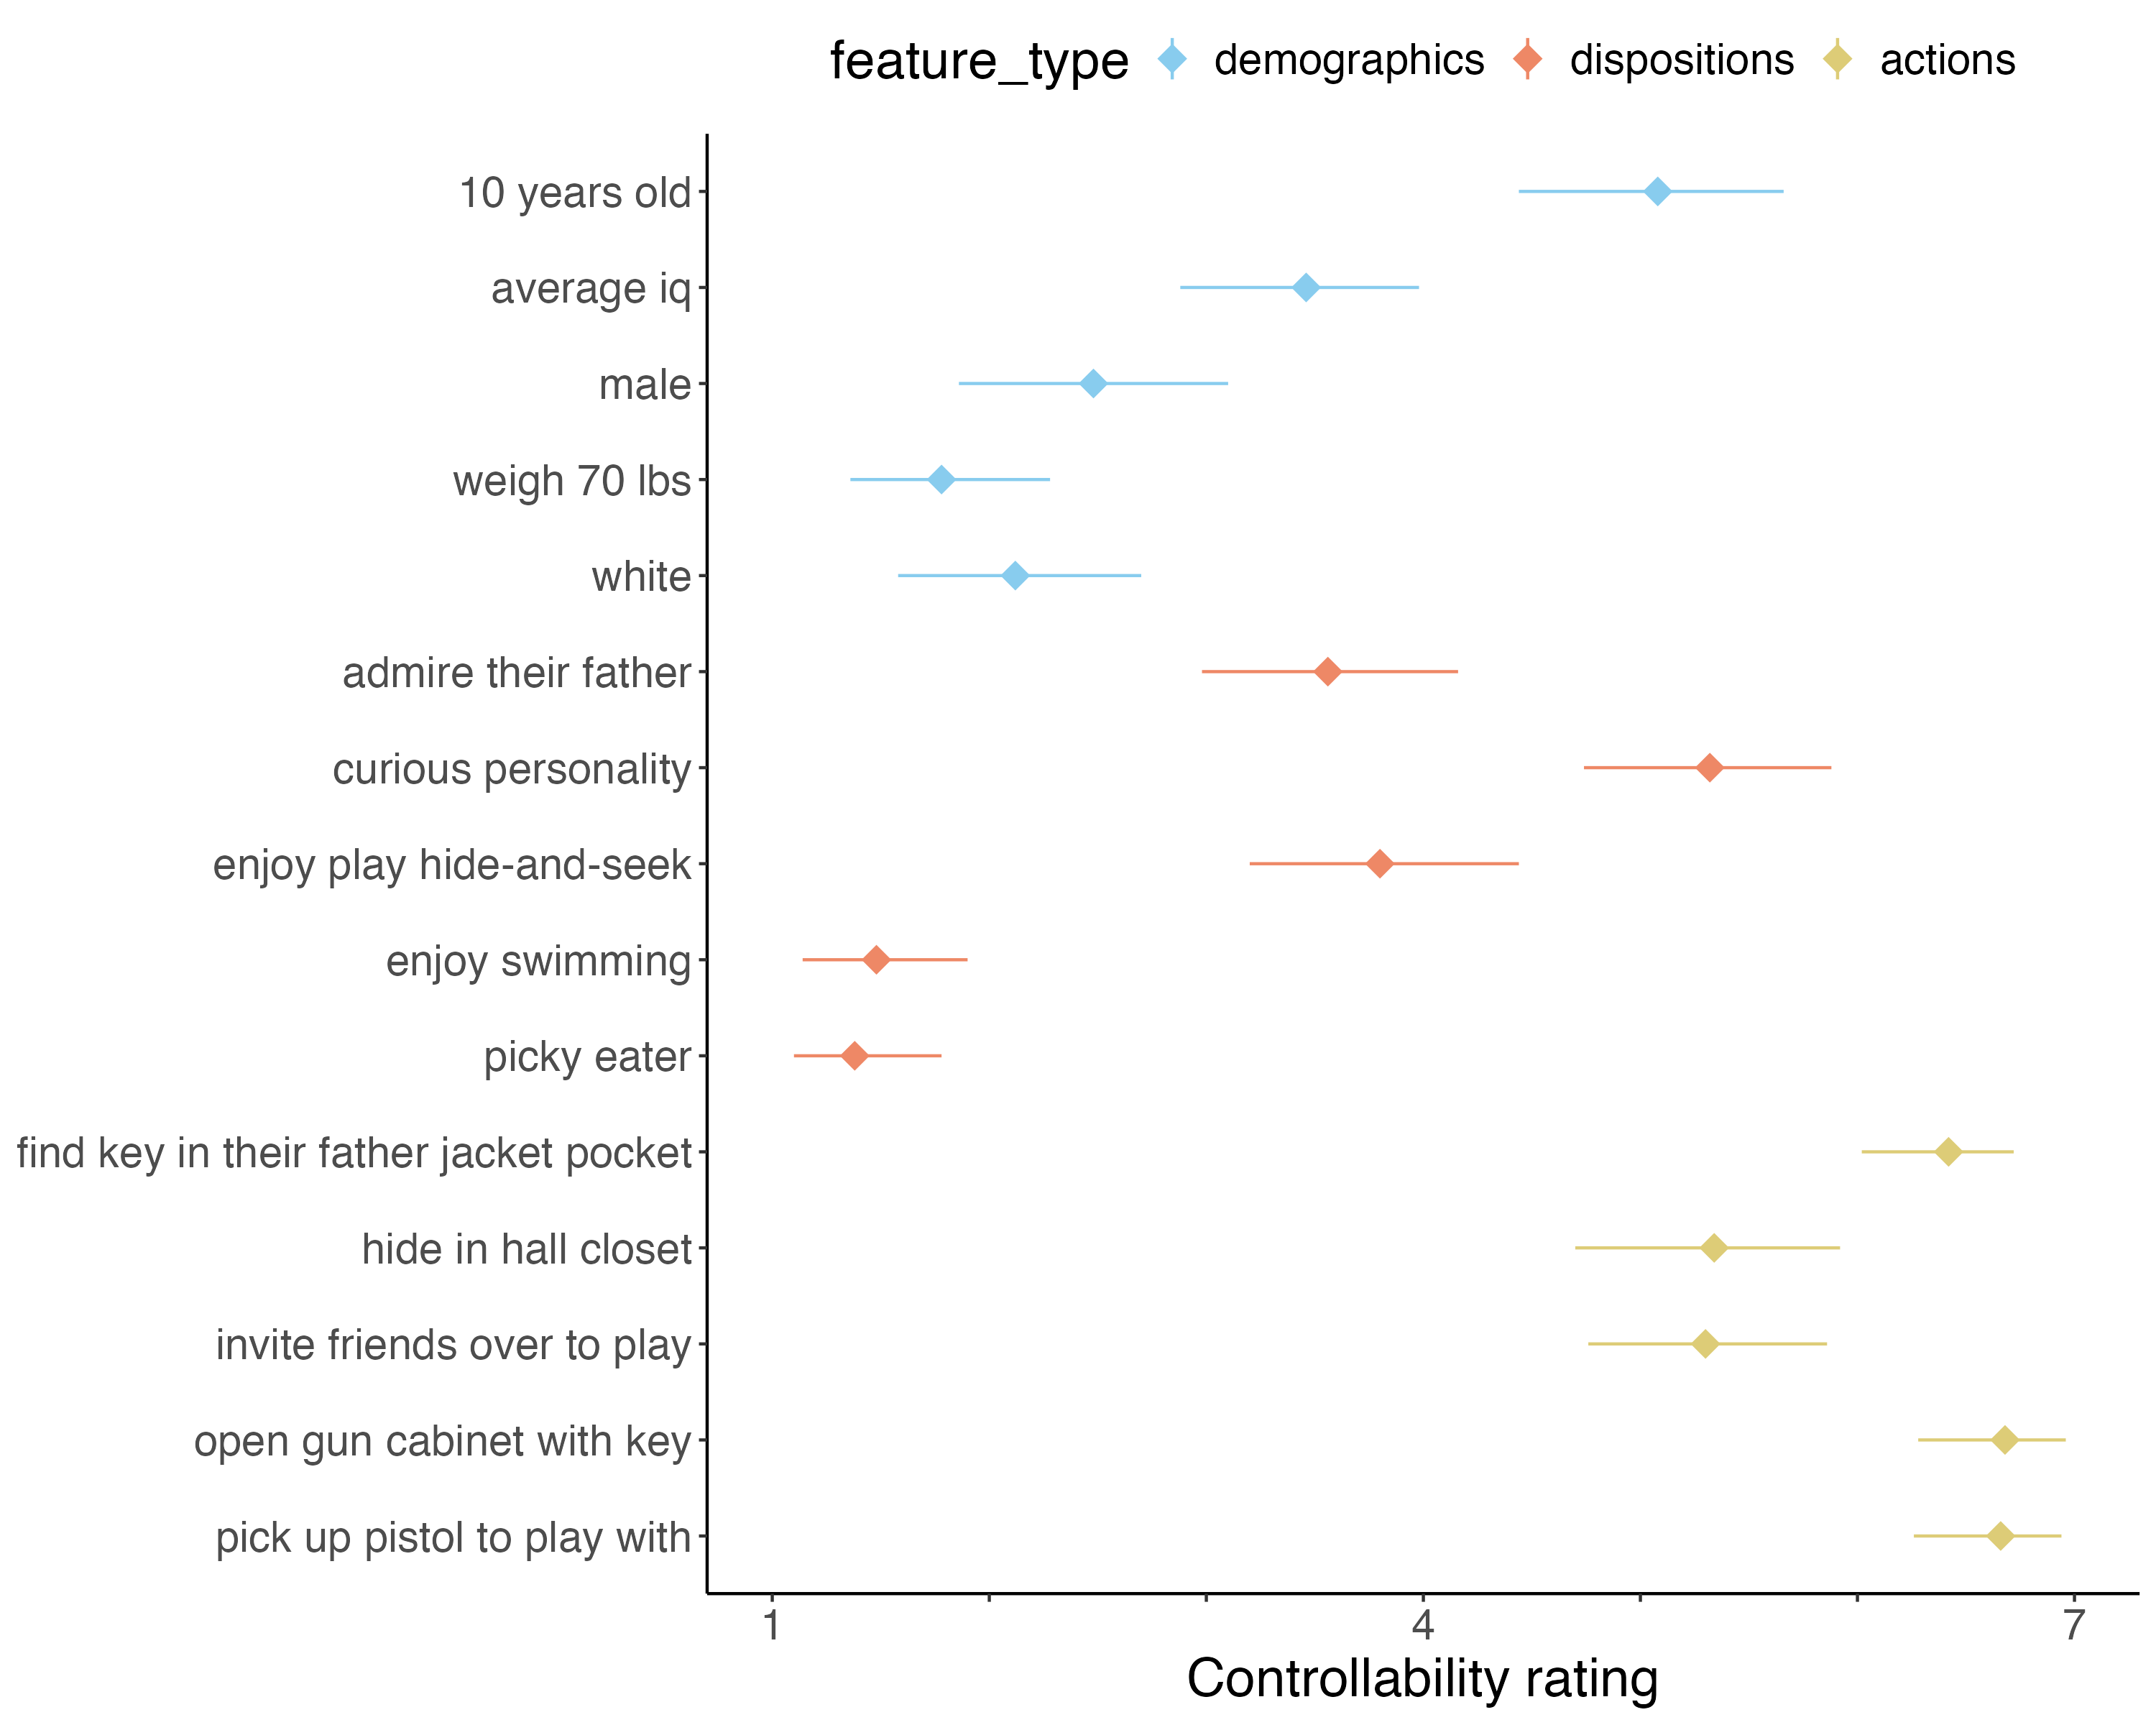 feature_type demographics dispositions actions
10 years old
average iq
male
weigh 70 lbs
white
admire their father
curious personality
enjoy play hide-and-seek
enjoy swimming
picky eater
find key in their father jacket pocket
hide in hall closet
invite friends over to play
open gun cabinet with key
pick up pistol to play with
1 4 7
Controllability rating